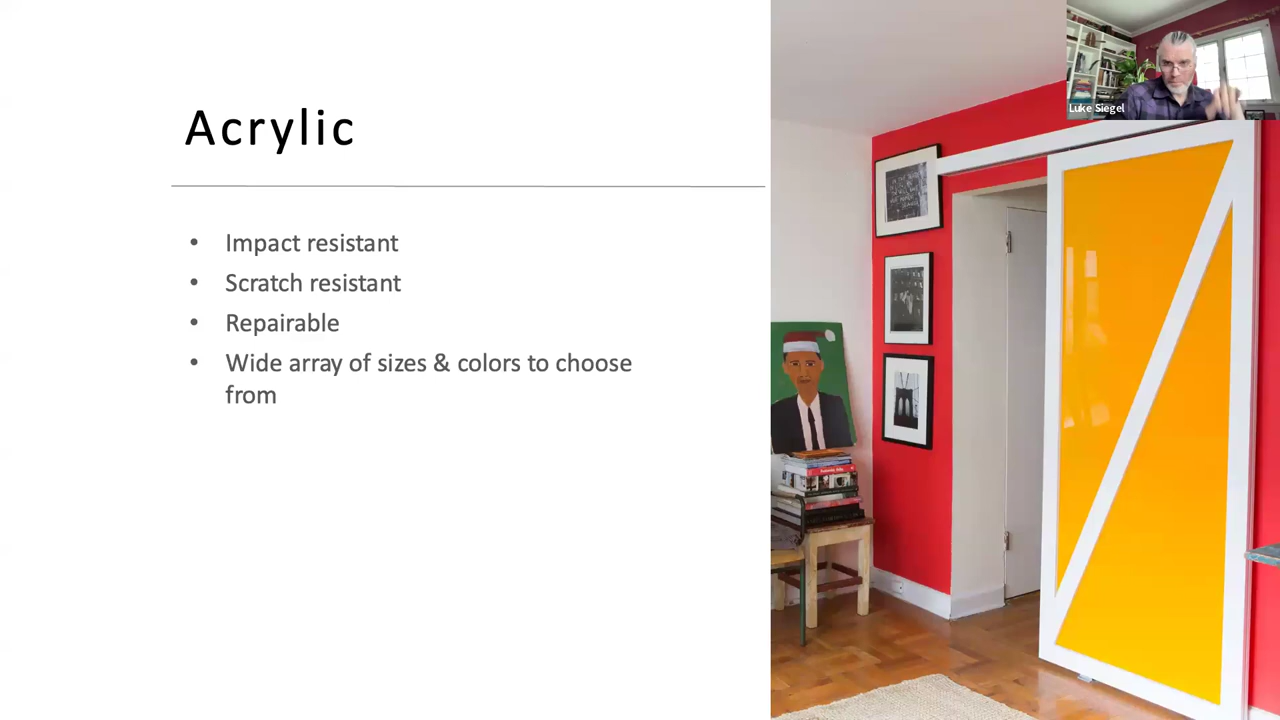 Acrylic
• Impact resistant
• Scratch resistant
• Repairable
• Wide array of sizes & colors to choose
from
Luke Siegel